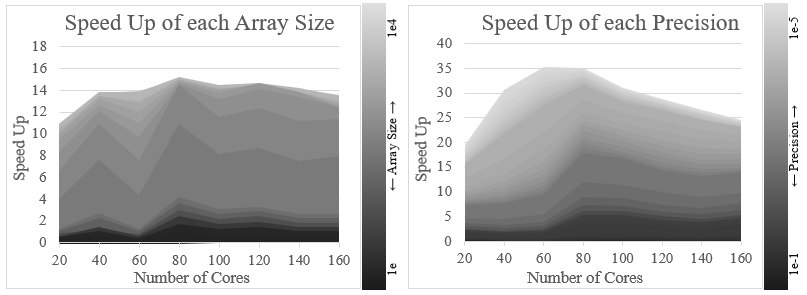 Speed Up of each Array Size
18
16
14
12
10
8
6
4
2
0
Speed Up
20 40 60 80 100 120 140 160
Number of Cores
1e4
← Array Size →
1e
Speed Up of each Precision
40
35
30
25
20
15
10
5
0
Speed Up
20 40 60 80 100 120 140 160
Number of Cores
1e-5
← Precision →
1e-1